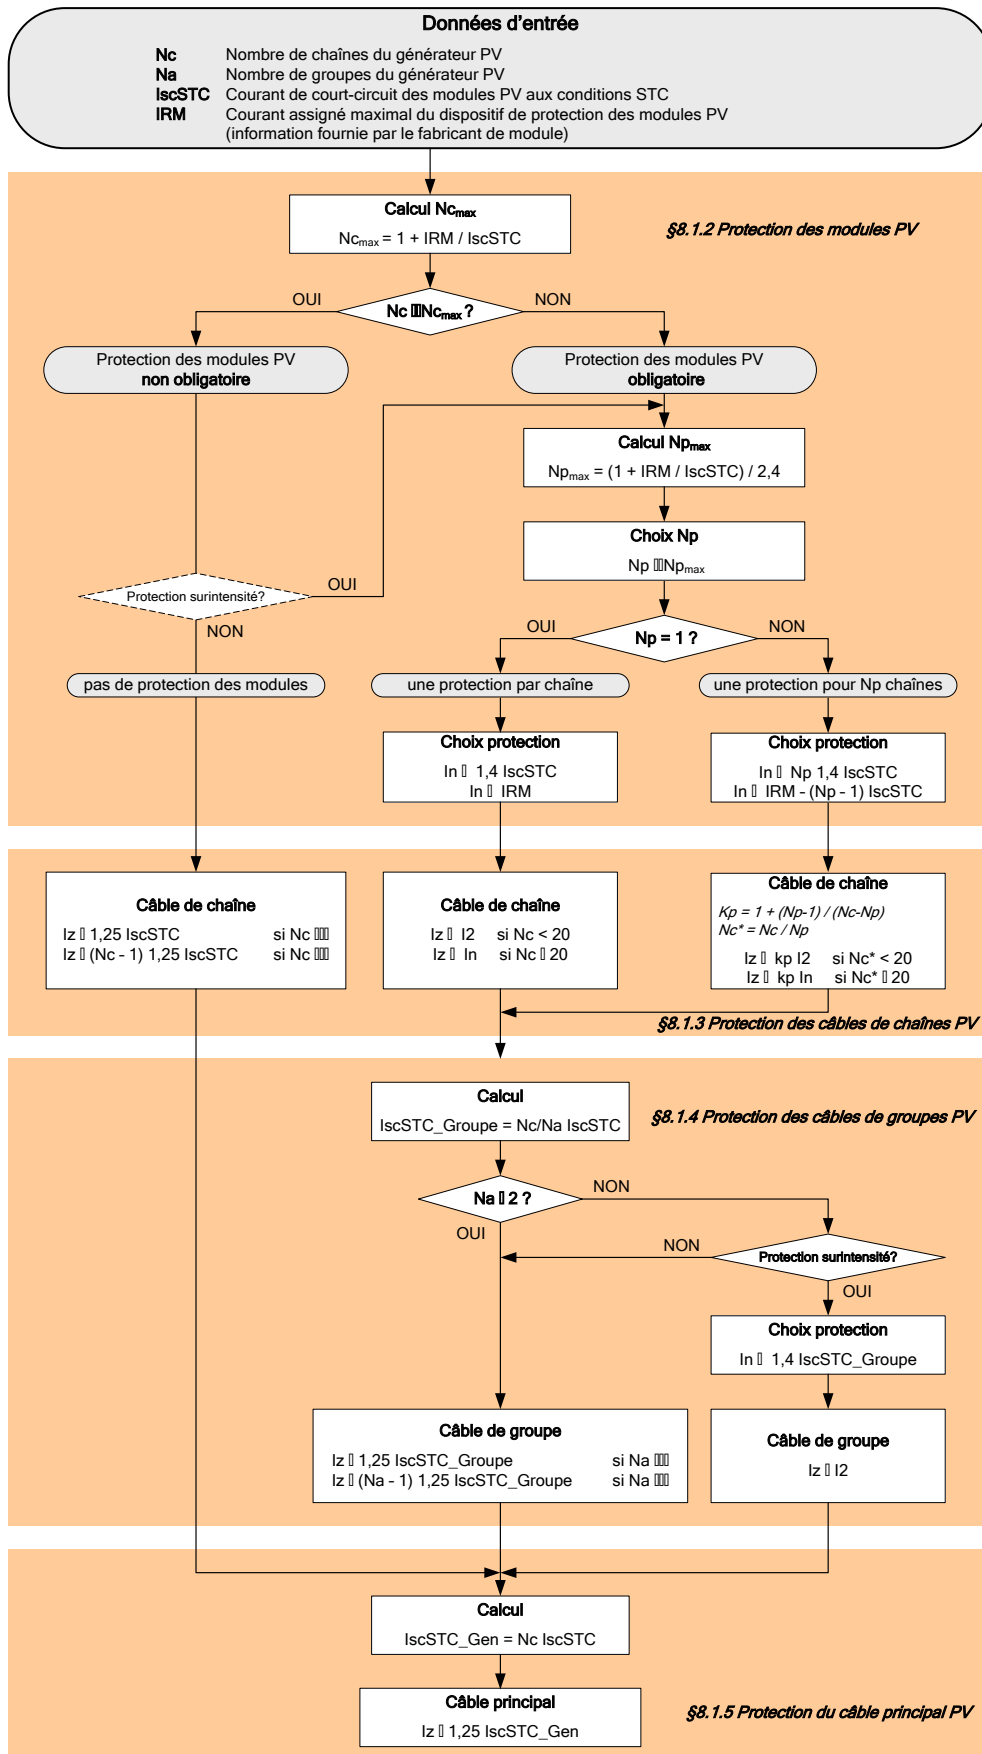 Données d'entrée
Nc Nombre de chaînes du générateur PV
Na Nombre de groupes du générateur PV
IscSTC Courant de court-circuit des modules PV aux conditions STC
IRM Courant assigné maximal du dispositif de protection des modules PV
(information fournie par le fabricant de module)
Calcul Ncmax
Ncmax = 1 + IRM / IscSTC
§8.1.2 Protection des modules PV
OUI
Nc Ncmax ?
NON
Protection des modules PV
non obligatoire
Protection des modules PV
obligatoire
Calcul Npmax
Npmax = (1 + IRM / IscSTC) / 2,4
Choix Np
Np Npmax
Protection surintensité?
OUI
NON
OUI
Np = 1 ?
NON
pas de protection des modules
une protection par chaîne
une protection pour Np chaînes
Choix protection
In 1,4 IscSTC
In IRM
Choix protection
In Np 1,4 IscSTC
In IRM - (Np - 1) IscSTC
Câble de chaîne
Iz 1,25 IscSTC si Nc
Iz (Nc - 1) 1,25 IscSTC si Nc
Câble de chaîne
Iz I2 si Nc < 20
Iz In si Nc 20
Câble de chaîne
Kp = 1 + (Np-1) / (Nc-Np)
Nc* = Nc / Np
Iz kp I2 si Nc* < 20
Iz kp In si Nc* 20
§8.1.3 Protection des câbles de chaînes PV
Calcul
IscSTC_Groupe = Nc/Na IscSTC
§8.1.4 Protection des câbles de groupes PV
Na 2 ?
NON
OUI
NON
Protection surintensité?
OUI
Choix protection
In 1,4 IscSTC_Groupe
Câble de groupe
Iz 1,25 IscSTC_Groupe si Na
Iz (Na - 1) 1,25 IscSTC_Groupe si Na
Câble de groupe
Iz I2
Calcul
IscSTC_Gen = Nc IscSTC
Câble principal
Iz 1,25 IscSTC_Gen
§8.1.5 Protection du câble principal PV